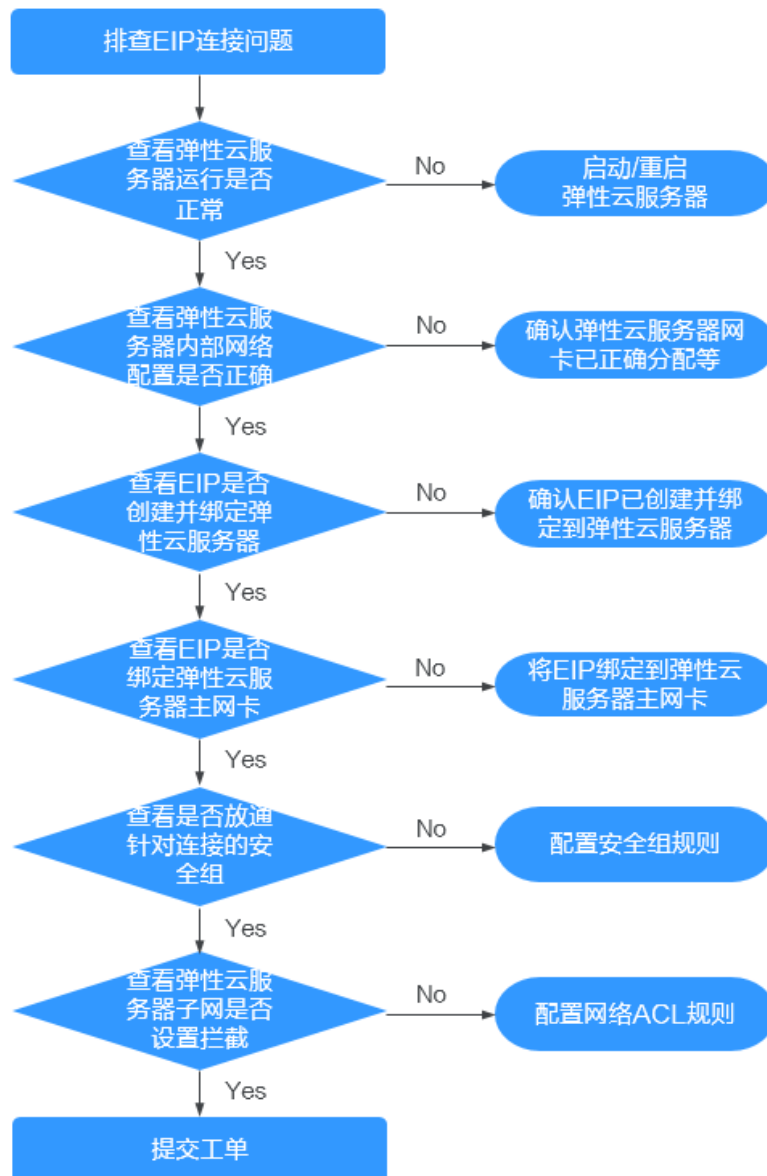 排查EIP连接问题
查看弹性云服
务器运行是否
正常
No
启动/重启
弹性云服务器
Yes
查看弹性云服
务器内部网络
配置是否正确
No
确认弹性云服务器网
卡已正确分配等
Yes
查看EIP是否
创建并绑定弹
性云服务器
No
确认EIP已创建并绑
定到弹性云服务器
Yes
查看EIP是否
绑定弹性云服
务器主网卡
No
将EIP绑定到弹性云
服务器主网卡
Yes
查看是否放通
针对连接的安
全组
No
配置安全组规则
Yes
查看弹性云服
务器子网是否
设置拦截
No
配置网络ACL规则
Yes
提交工单